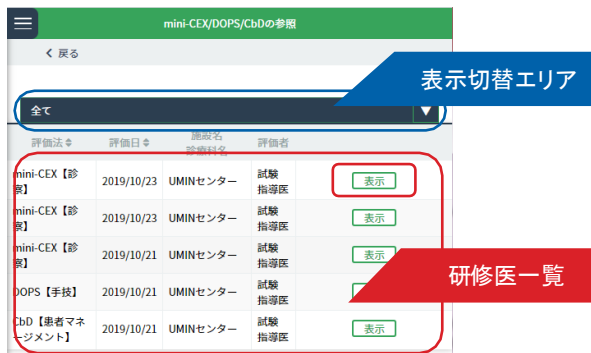 mini-CEX/DOPS/CbDの参照
戻る
表示切替エリア
全て
評価法 評価日 施設名 評価者
診療科名
mini-CEX【診察】 2019/10/23 UMINセンター 試験指導医 表示
mini-CEX【診察】 2019/10/23 UMINセンター 試験指導医 表示
mini-CEX【診察】 2019/10/21 UMINセンター 試験指導医 表示
研修医一覧
DOPS【手技】 2019/10/21 UMINセンター 試験指導医
CbD【患者マネージメント】 2019/10/21 UMINセンター 試験指導医 表示